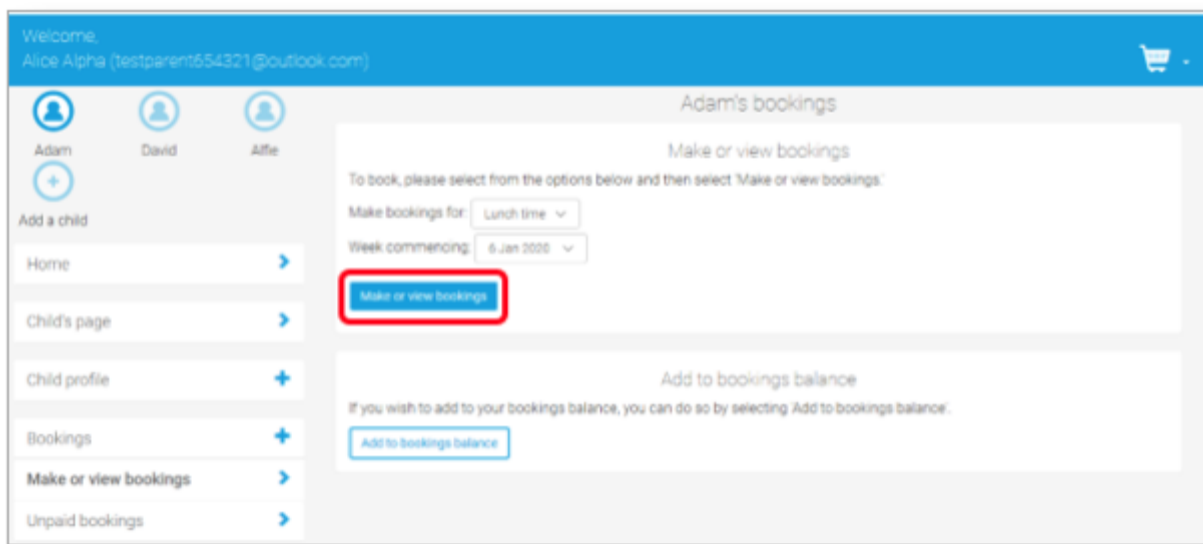 Welcome,
Alice Alpha (testparent654321@outlook.com)
Adam
David
Alfie
Add a child
Home
Child's page
Child profile
Bookings
Make or view bookings
Unpaid bookings
Adam's bookings
Make or view bookings
To book, please select from the options below and then select 'Make or view bookings.'
Make bookings for: Lunch time
Week commencing: 6 Jan 2020
Make or view bookings
Add to bookings balance
If you wish to add to your bookings balance, you can do so by selecting 'Add to bookings balance'.
Add to bookings balance